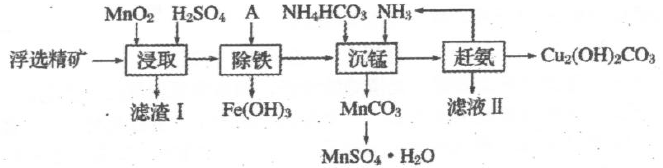 MnO₂ H₂SO₄ A NH₄HCO₃ NH₃
浮选精矿 浸取 除铁 沉锰 赶氨 Cu₂(OH)₂CO₃
滤渣Ⅰ Fe(OH)₃ MnCO₃ 滤液Ⅱ
MnSO₄·H₂O